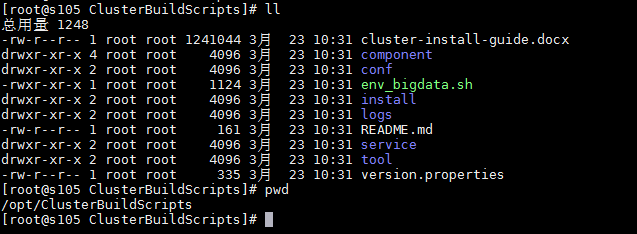 [root@s105 ClusterBuildScripts]# ll
总用量 1248
-rw-r--r-- 1 root root 1241044 3月  23 10:31 cluster-install-guide.docx
drwxr-xr-x 4 root root    4096 3月  23 10:31 component
drwxr-xr-x 2 root root    4096 3月  23 10:31 conf
-rwxr-xr-x 1 root root    1124 3月  23 10:31 env_bigdata.sh
drwxr-xr-x 2 root root    4096 3月  23 10:31 install
drwxr-xr-x 2 root root    4096 3月  23 10:31 logs
-rw-r--r-- 1 root root     161 3月  23 10:31 README.md
drwxr-xr-x 2 root root    4096 3月  23 10:31 service
drwxr-xr-x 2 root root    4096 3月  23 10:31 tool
-rw-r--r-- 1 root root     335 3月  23 10:31 version.properties
[root@s105 ClusterBuildScripts]# pwd
/opt/ClusterBuildScripts
[root@s105 ClusterBuildScripts]#